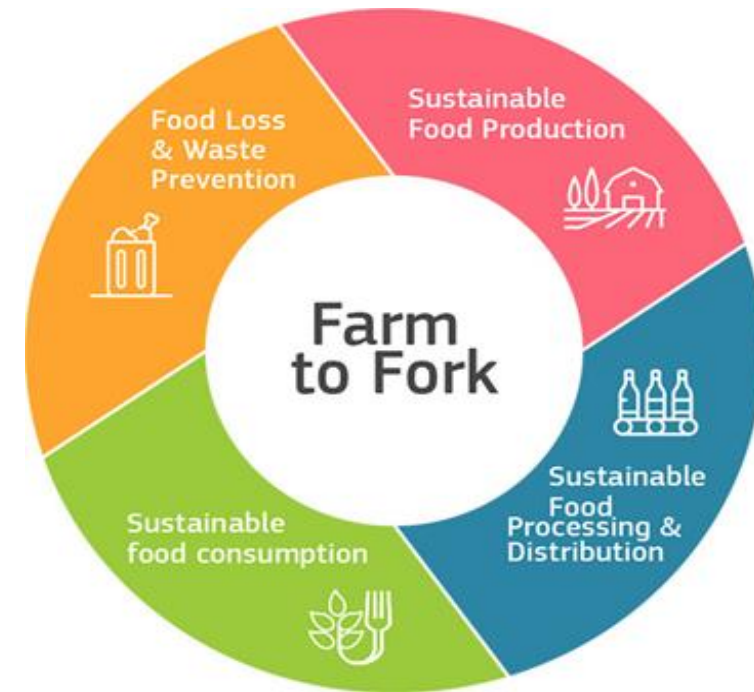 Farm
to Fork
Sustainable
Food Production
Sustainable
Food
Processing &
Distribution
Sustainable
food consumption
Food Loss
& Waste
Prevention